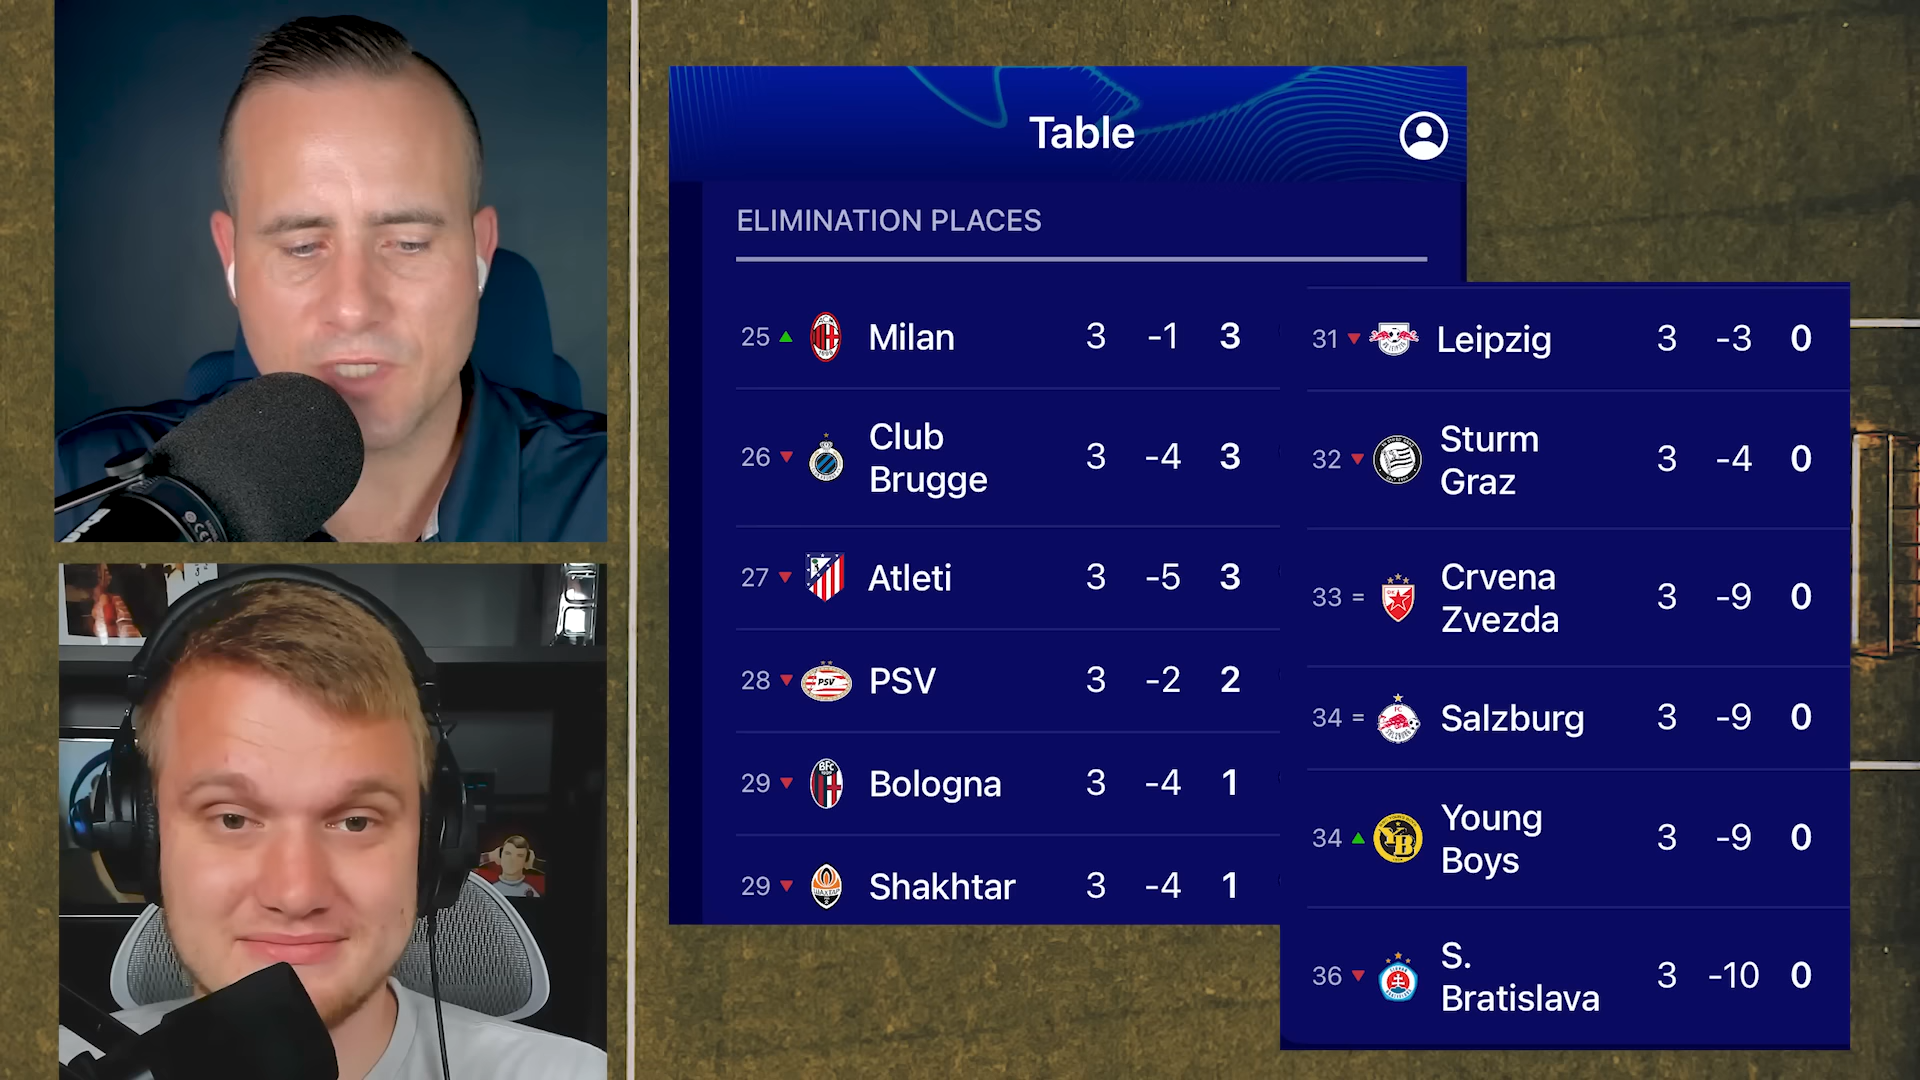 Table
ELIMINATION PLACES
25 Milan 3 -1 3
26 Club Brugge 3 -4 3
27 Atleti 3 -5 3
28 PSV 3 -2 2
29 Bologna 3 -4 1
29 Shakhtar 3 -4 1
31 Leipzig 3 -3 0
32 Sturm Graz 3 -4 0
33 = Crvena Zvezda 3 -9 0
34 = Salzburg 3 -9 0
34 Young Boys 3 -9 0
36 S. Bratislava 3 -10 0